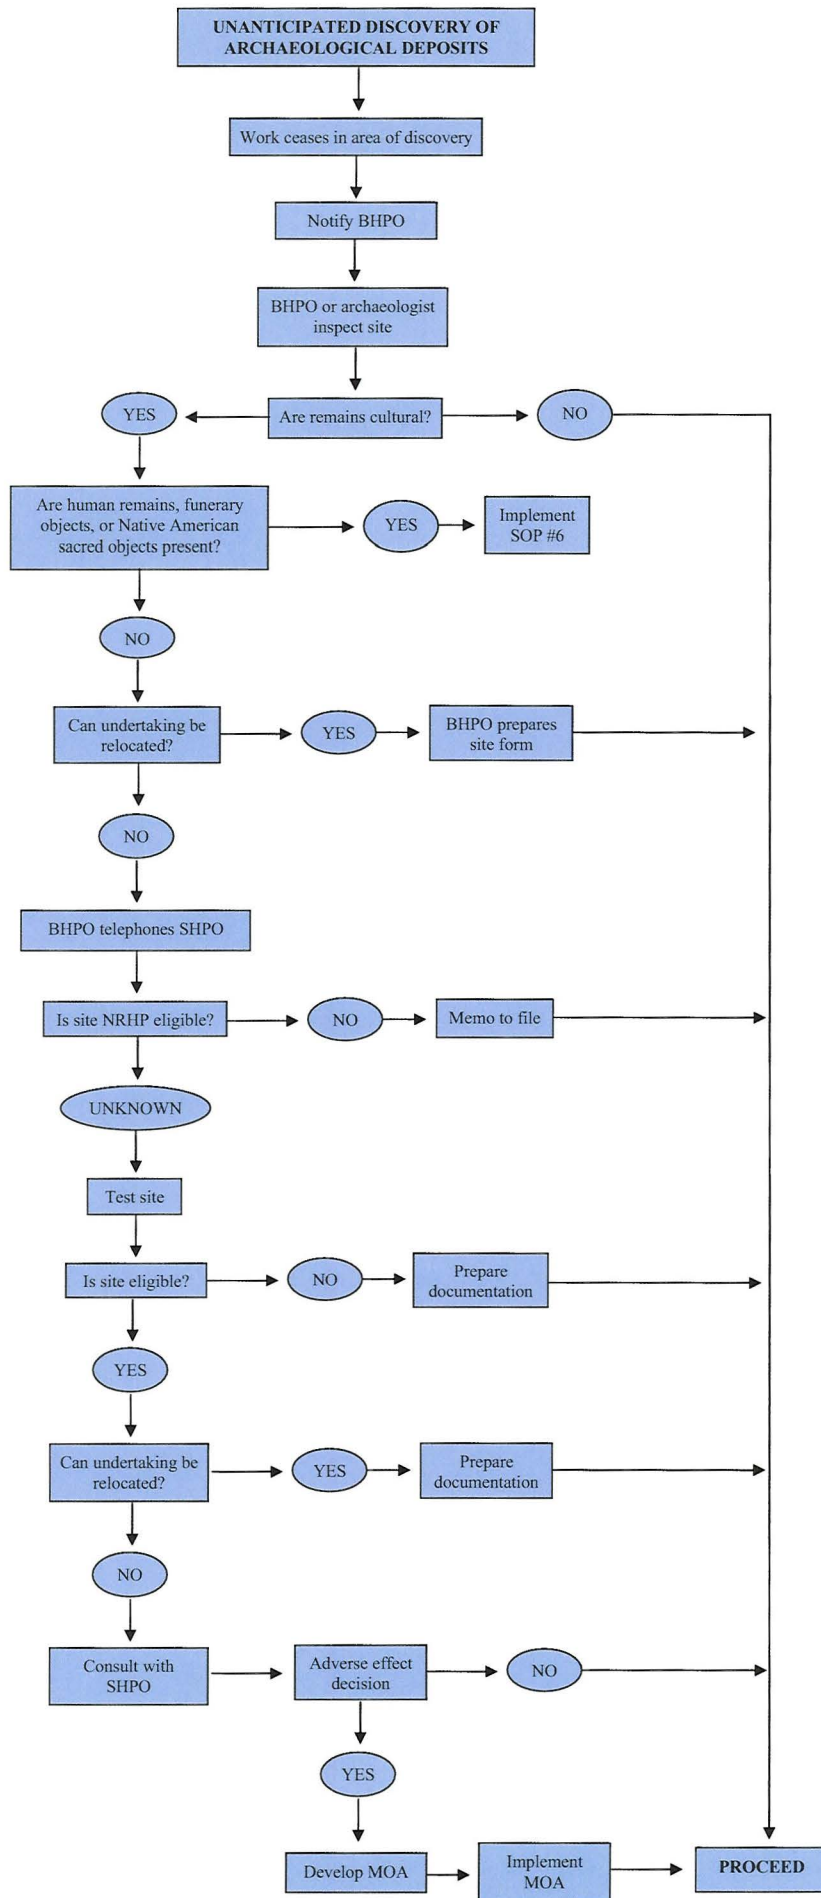 UNANTICIPATED DISCOVERY OF
ARCHAEOLOGICAL DEPOSITS
Work ceases in area of discovery
Notify BHPO
BHPO or archaeologist
inspect site
YES
Are remains cultural?
NO
Are human remains, funerary
objects, or Native American
sacred objects present?
YES
Implement
SOP #6
NO
Can undertaking be
relocated?
YES
BHPO prepares
site form
NO
BHPO telephones SHPO
Is site NRHP eligible?
NO
Memo to file
UNKNOWN
Test site
Is site eligible?
NO
Prepare
documentation
YES
Can undertaking be
relocated?
YES
Prepare
documentation
NO
Consult with
SHPO
Adverse effect
decision
NO
YES
Develop MOA
Implement
MOA
PROCEED